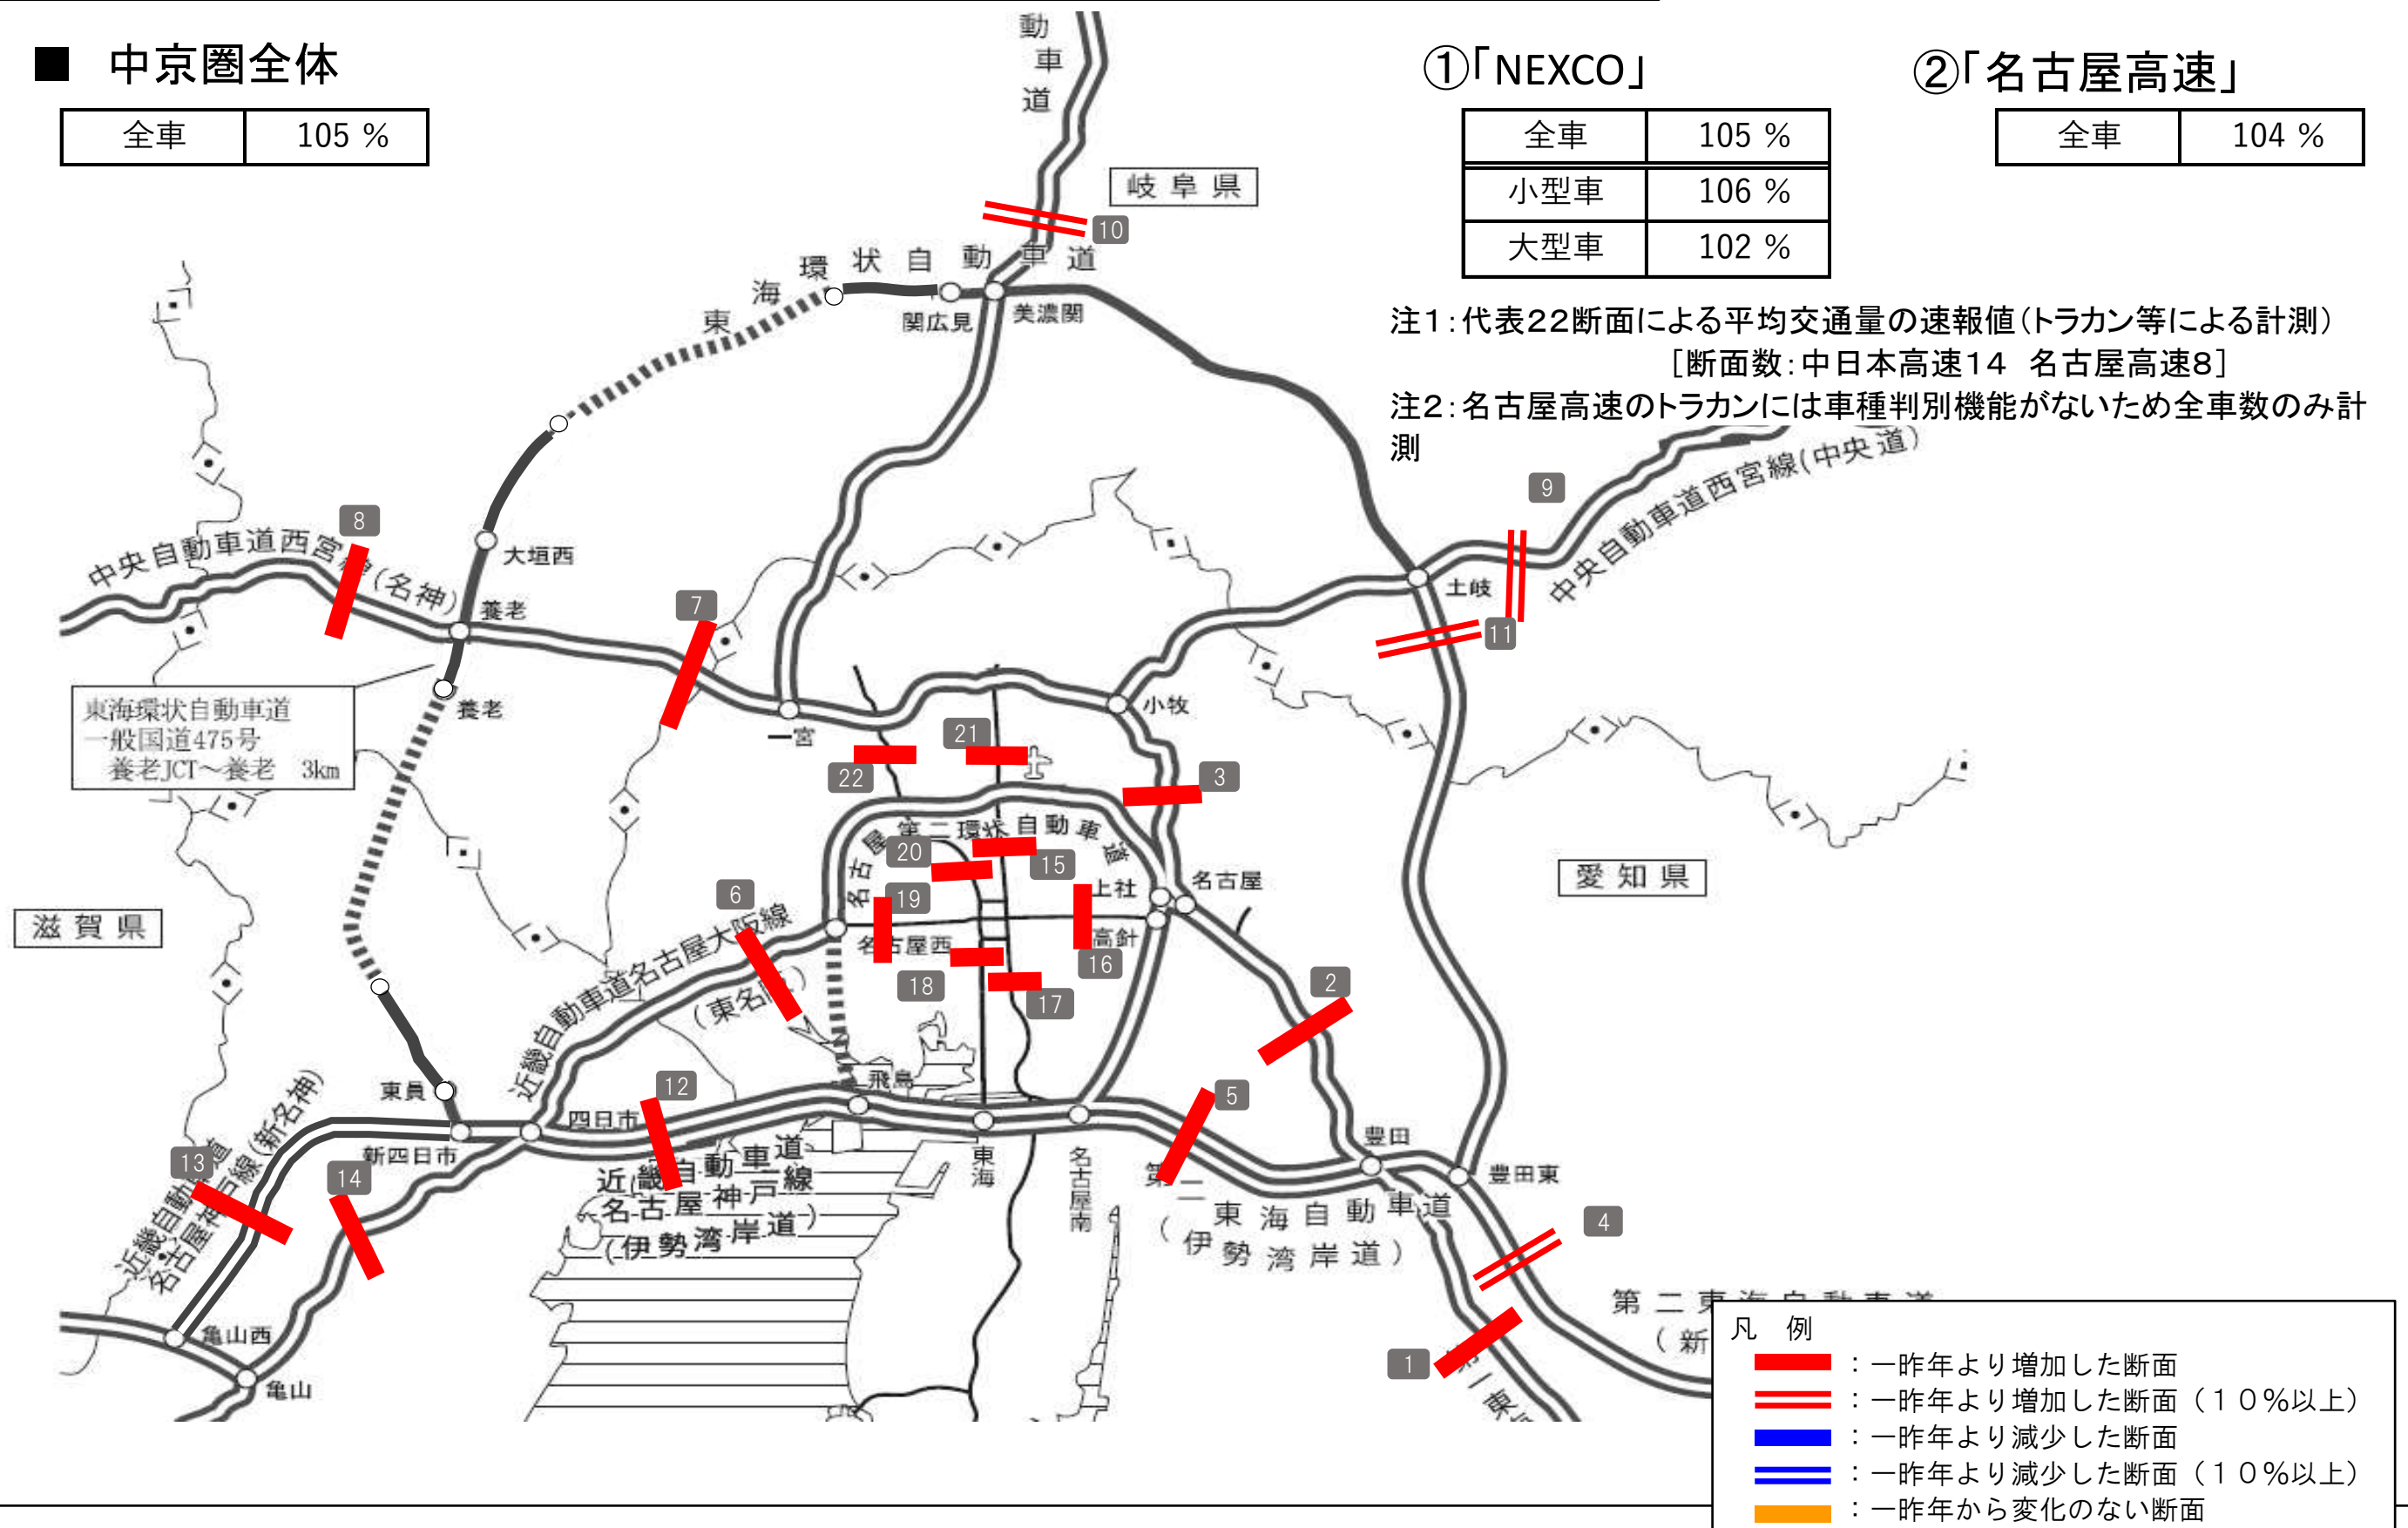 ■ 中京圏全体
全車 105 %
①「NEXCO」
全車 105 %
小型車 106 %
大型車 102 %
②「名古屋高速」
全車 104 %
注1：代表22断面による平均交通量の速報値（トラカン等による計測）
［断面数：中日本高速14 名古屋高速8］
注2：名古屋高速のトラカンには車種判別機能がないため全車数のみ計
測
動車道
岐阜県
10
東海環状自動車道
関広見
美濃関
9
中央自動車道西宮線(中央道)
8
中央自動車道西宮線(名神)
大垣西
養老
7
土岐
11
養老
東海環状自動車道
一般国道475号
養老JCT～養老 3km
一宮
小牧
21
22
3
名古屋第二環状自動車道
20
15
19
上社
名古屋
愛知県
6
滋賀県
名古屋西
高針
16
18
17
2
近畿自動車道名古屋大阪線
(東名阪)
東員
12
飛島
5
四日市
新四日市
13
14
近畿自動車道
名古屋神戸線(新名神)
近畿自動車道
名古屋神戸線
(伊勢湾岸道)
東海
名古屋南
豊田
豊田東
第二東海自動車道
(伊勢湾岸道)
4
亀山西
亀山
1
第一東
第二東海自動車道
(新
凡 例
：一昨年より増加した断面
：一昨年より増加した断面（１０%以上）
：一昨年より減少した断面
：一昨年より減少した断面（１０%以上）
：一昨年から変化のない断面